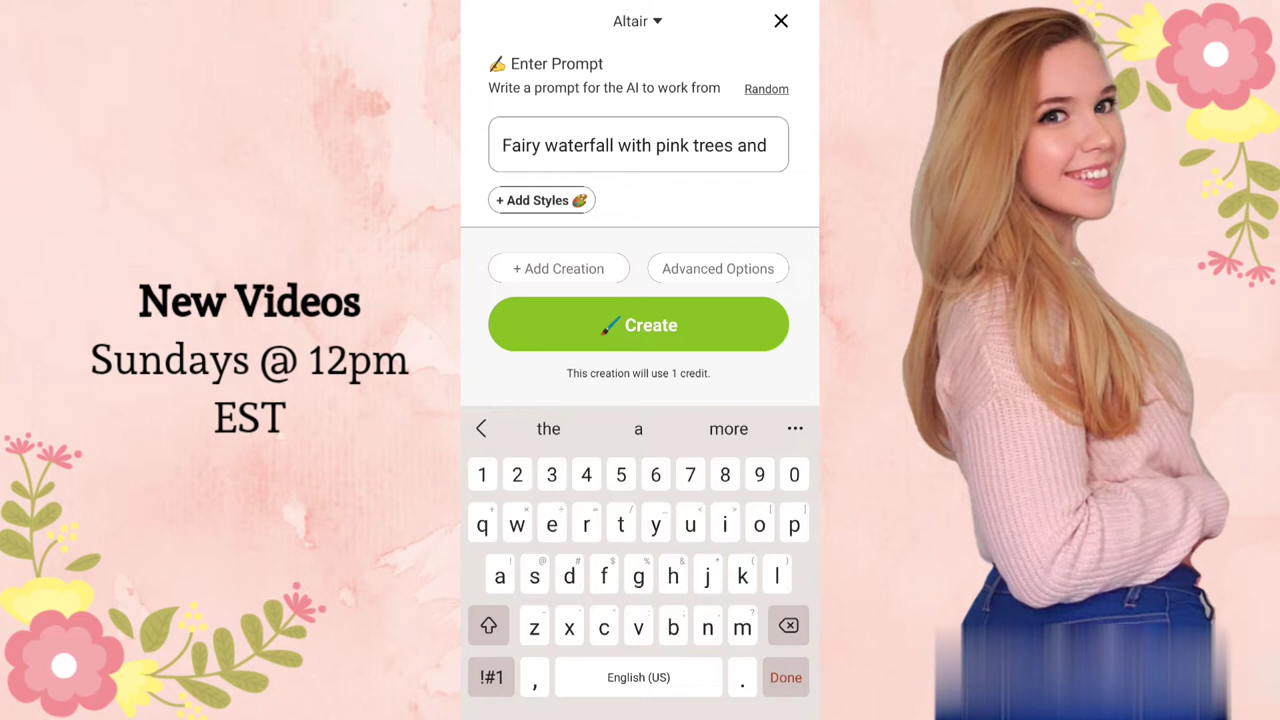 New Videos
Sundays @ 12pm
EST
Altair
Enter Prompt
Write a prompt for the AI to work from Random
Fairy waterfall with pink trees and
+ Add Styles
+ Add Creation Advanced Options
Create
This creation will use 1 credit.
the a more
1 2 3 4 5 6 7 8 9 0
q w e r t y u i o p
a s d f g h j k l
z x c v b n m
!#1 , English (US) . Done